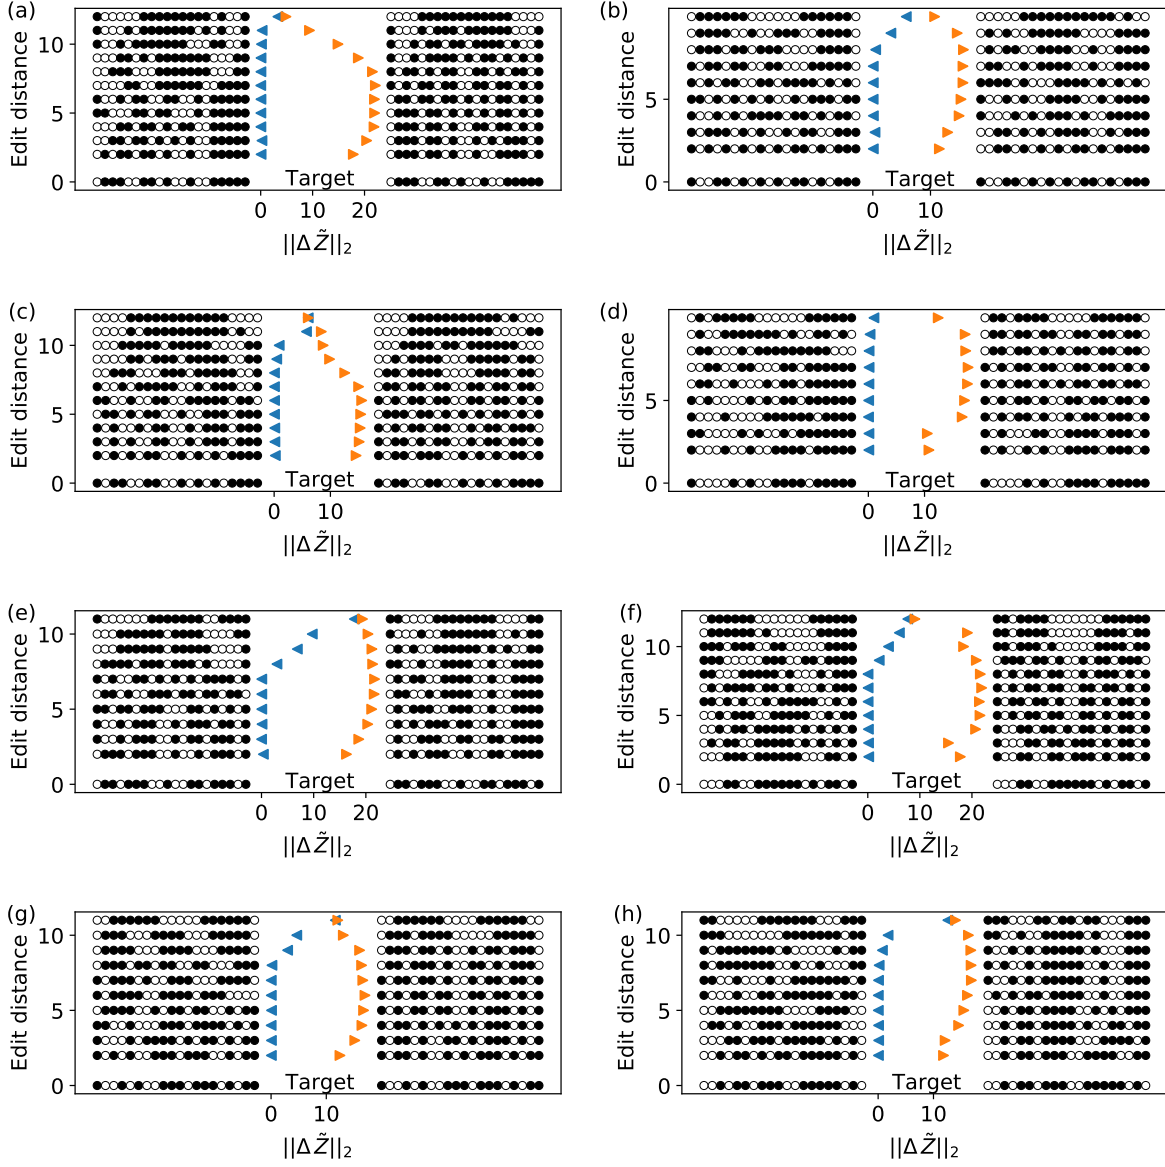 (a) (b)
Edit distance 10 5 0 Target Edit distance 5 0 Target
0 10 20 0 10
||ΔZ̃||₂ ||ΔZ̃||₂
(c) (d)
Edit distance 10 5 0 Target Edit distance 5 0 Target
0 10 0 10
||ΔZ̃||₂ ||ΔZ̃||₂
(e) (f)
Edit distance 10 5 0 Target Edit distance 10 5 0 Target
0 10 20 0 10 20
||ΔZ̃||₂ ||ΔZ̃||₂
(g) (h)
Edit distance 10 5 0 Target Edit distance 10 5 0 Target
0 10 0 10
||ΔZ̃||₂ ||ΔZ̃||₂